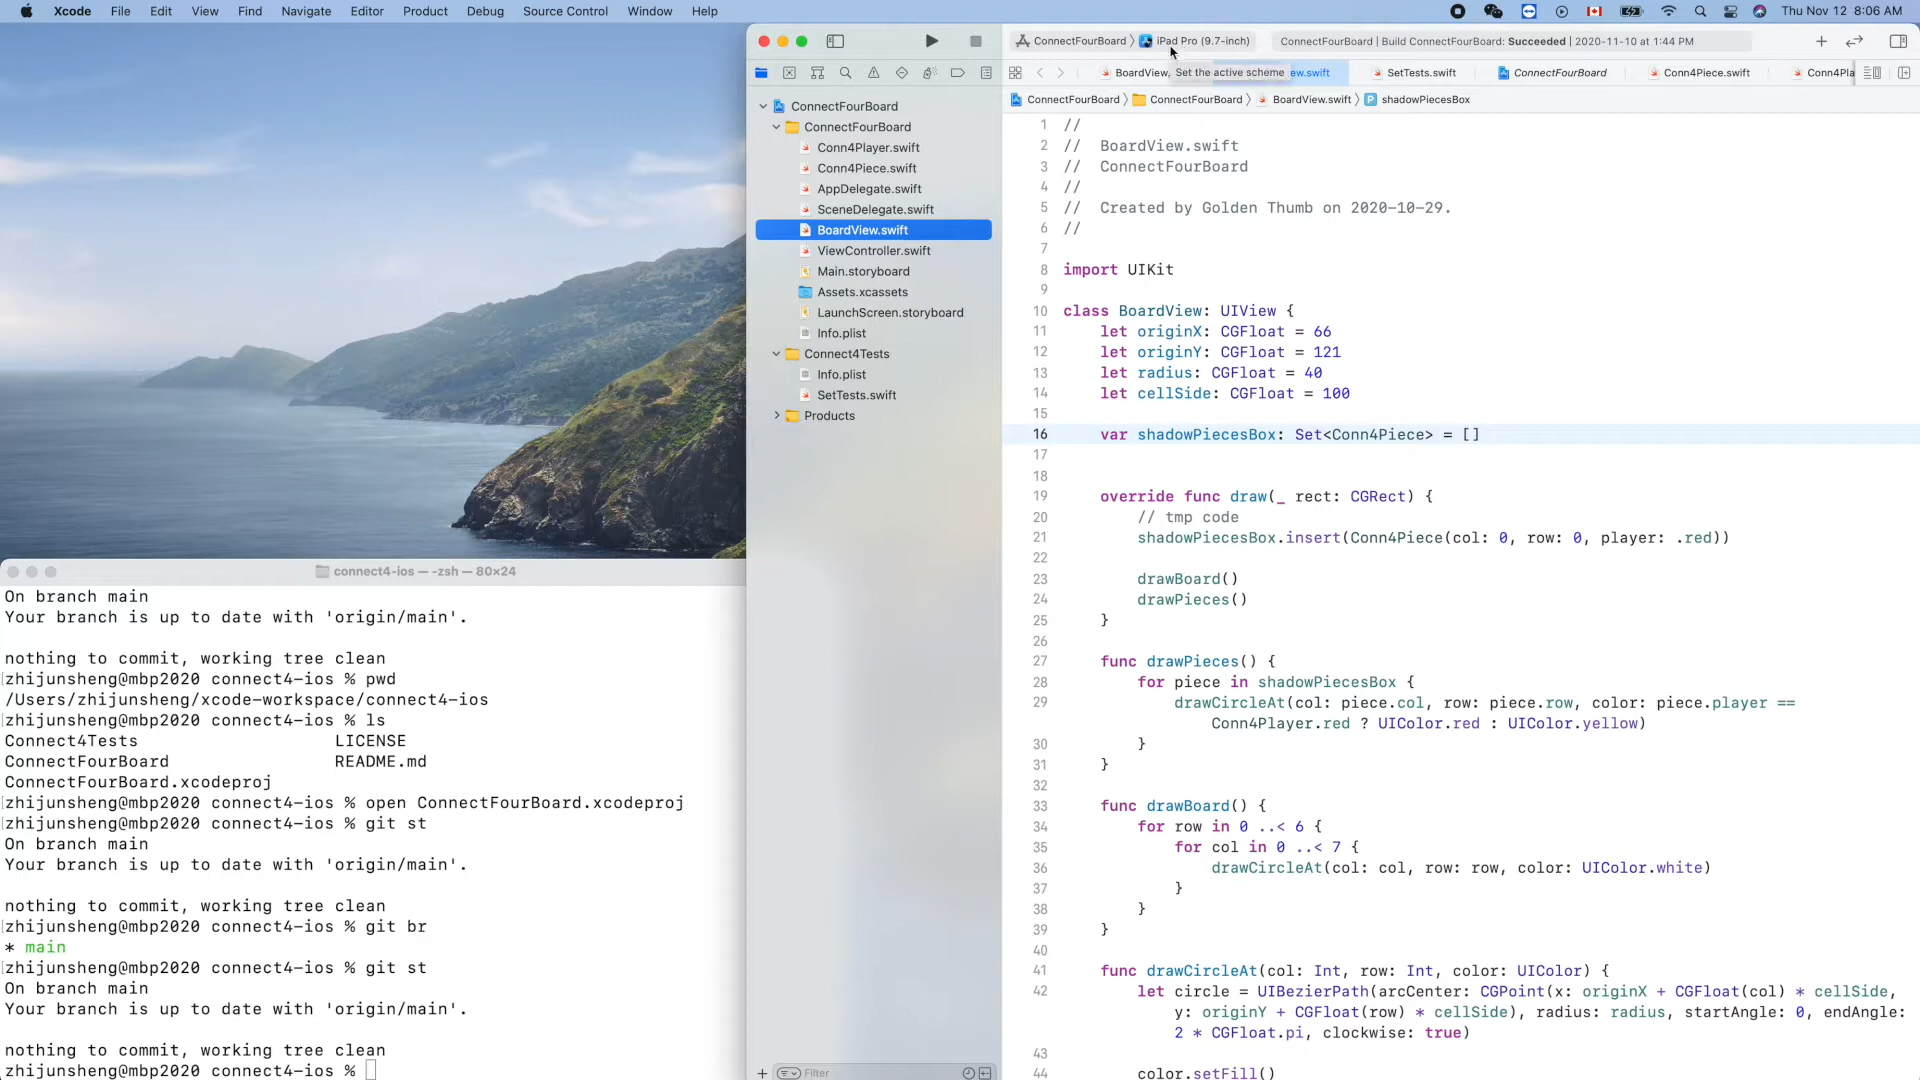 Xcode File Edit View Find Navigate Editor Product Debug Source Control Window Help Thu Nov 12 8:06 AM
ConnectFourBoard iPad Pro (9.7-inch) ConnectFourBoard | Build ConnectFourBoard: Succeeded | 2020-11-10 at 1:44 PM
BoardView. Set the active scheme ew.swift SetTests.swift ConnectFourBoard Conn4Piece.swift Conn4Pla
ConnectFourBoard ConnectFourBoard BoardView.swift P shadowPiecesBox
ConnectFourBoard
ConnectFourBoard
Conn4Player.swift
Conn4Piece.swift
AppDelegate.swift
SceneDelegate.swift
BoardView.swift
ViewController.swift
Main.storyboard
Assets.xcassets
LaunchScreen.storyboard
Info.plist
Connect4Tests
Info.plist
SetTests.swift
Products
Filter
1 //
2 // BoardView.swift
3 // ConnectFourBoard
4 //
5 // Created by Golden Thumb on 2020-10-29.
6 //
7
8 import UIKit
9
10 class BoardView: UIView {
11 let originX: CGFloat = 66
12 let originY: CGFloat = 121
13 let radius: CGFloat = 40
14 let cellSide: CGFloat = 100
15
16 var shadowPiecesBox: Set<Conn4Piece> = []
17
18
19 override func draw(_ rect: CGRect) {
20 // tmp code
21 shadowPiecesBox.insert(Conn4Piece(col: 0, row: 0, player: .red))
22
23 drawBoard()
24 drawPieces()
25 }
26
27 func drawPieces() {
28 for piece in shadowPiecesBox {
29 drawCircleAt(col: piece.col, row: piece.row, color: piece.player ==
Conn4Player.red ? UIColor.red : UIColor.yellow)
30 }
31 }
32
33 func drawBoard() {
34 for row in 0 ..< 6 {
35 for col in 0 ..< 7 {
36 drawCircleAt(col: col, row: row, color: UIColor.white)
37 }
38 }
39 }
40
41 func drawCircleAt(col: Int, row: Int, color: UIColor) {
42 let circle = UIBezierPath(arcCenter: CGPoint(x: originX + CGFloat(col) * cellSide,
y: originY + CGFloat(row) * cellSide), radius: radius, startAngle: 0, endAngle:
2 * CGFloat.pi, clockwise: true)
43
44 color.setFill()
connect4-ios — -zsh — 80×24
On branch main
Your branch is up to date with 'origin/main'.
nothing to commit, working tree clean
[zhijunsheng@mbp2020 connect4-ios % pwd
/Users/zhijunsheng/xcode-workspace/connect4-ios
[zhijunsheng@mbp2020 connect4-ios % ls
Connect4Tests LICENSE
ConnectFourBoard README.md
ConnectFourBoard.xcodeproj
[zhijunsheng@mbp2020 connect4-ios % open ConnectFourBoard.xcodeproj
[zhijunsheng@mbp2020 connect4-ios % git st
On branch main
Your branch is up to date with 'origin/main'.
nothing to commit, working tree clean
[zhijunsheng@mbp2020 connect4-ios % git br
* main
[zhijunsheng@mbp2020 connect4-ios % git st
On branch main
Your branch is up to date with 'origin/main'.
nothing to commit, working tree clean
zhijunsheng@mbp2020 connect4-ios %